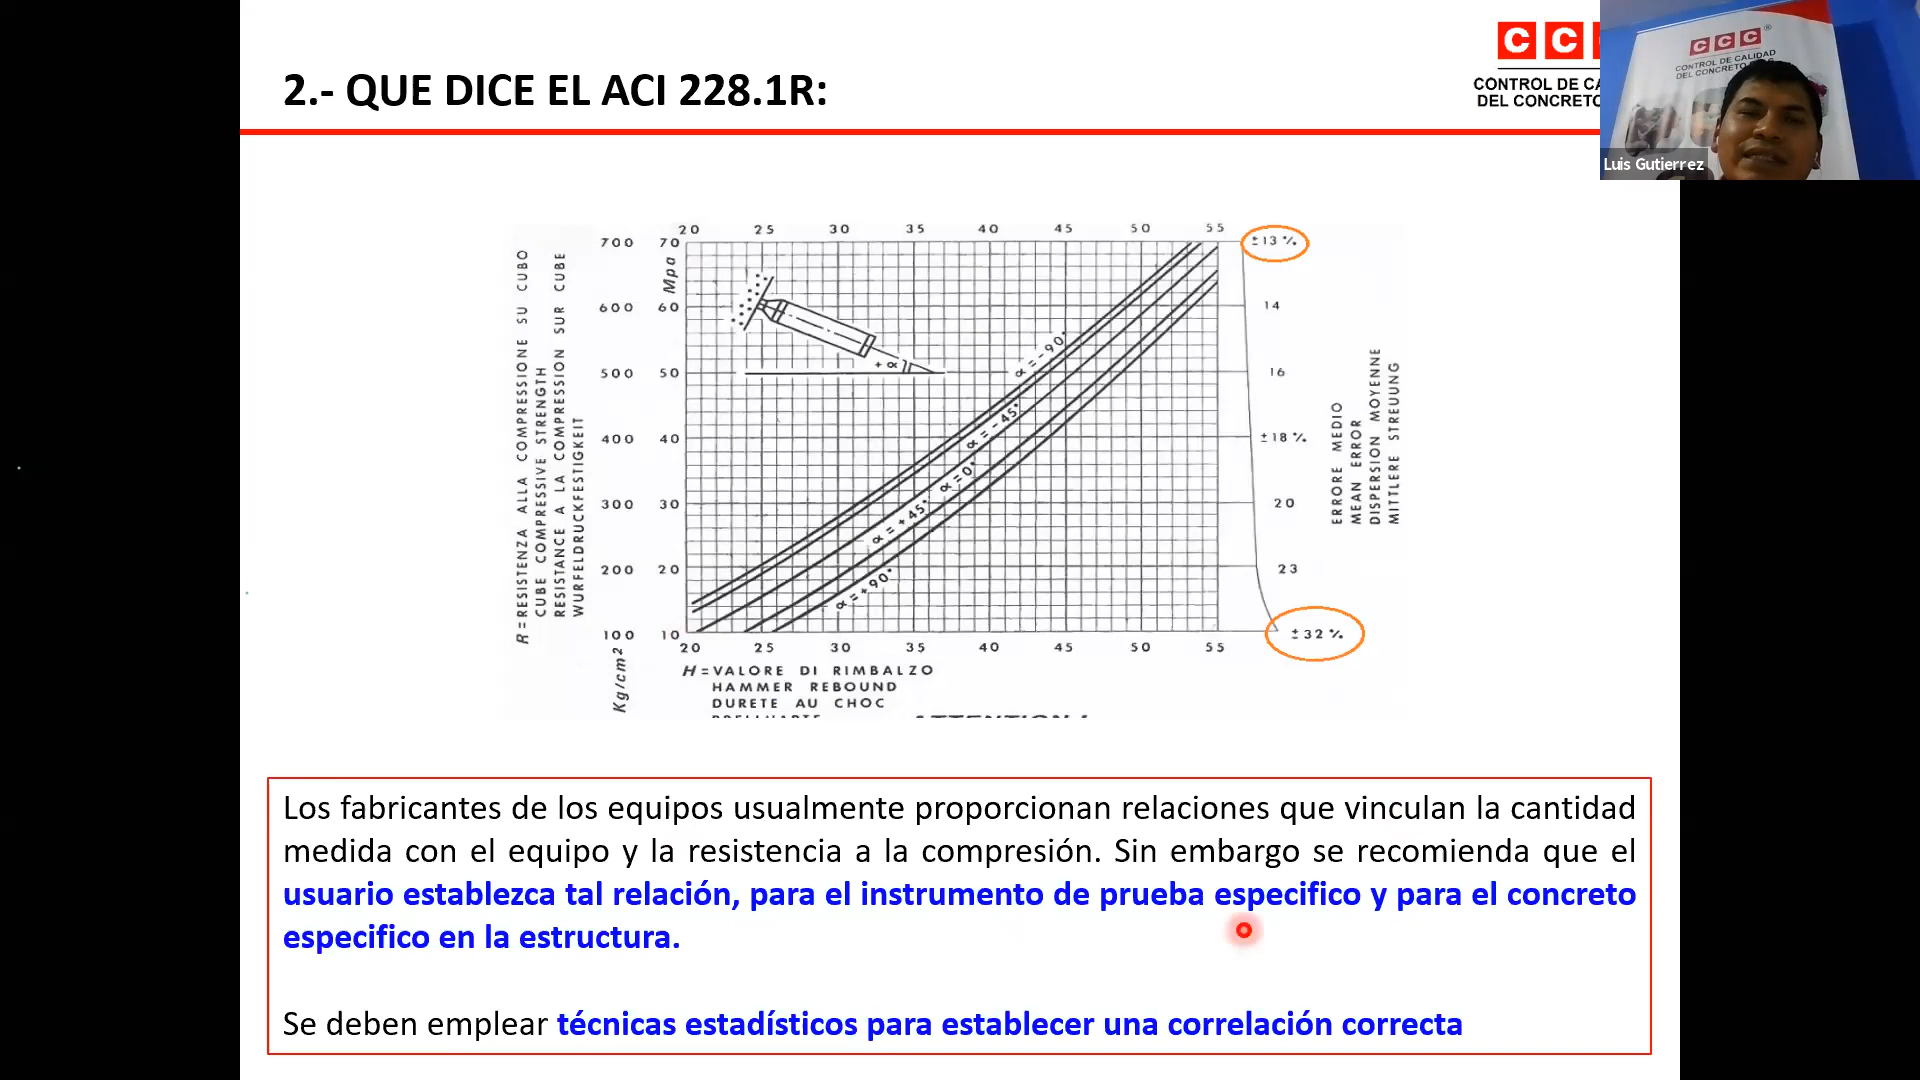 2.- QUE DICE EL ACI 228.1R:
CCC
CONTROL DE CA
DEL CONCRETO
CCC
CONTROL DE CALIDAD
DEL CONCRETO
Luis Gutierrez
20 25 30 35 40 45 50 55
700 70
600 60
500 50
400 40
300 30
200 20
100 10
Mpa
Kg/cm²
R = RESISTENZA ALLA COMPRESSIONE SU CUBO
CUBE COMPRESSIVE STRENGTH
RESISTANCE A LA COMPRESSION SUR CUBE
WURFELDRUCKFESTIGKEIT
+ α
α = -90°
α = -45°
α = 0°
α = +45°
α = +90°
± 13 %
14
16
± 18 %
20
23
± 32 %
ERRORE MEDIO
MEAN ERROR
DISPERSION MOYENNE
MITTLERE STREUUNG
20 25 30 35 40 45 50 55
H = VALORE DI RIMBALZO
HAMMER REBOUND
DURETE AU CHOC
Los fabricantes de los equipos usualmente proporcionan relaciones que vinculan la cantidad
medida con el equipo y la resistencia a la compresión. Sin embargo se recomienda que el
usuario establezca tal relación, para el instrumento de prueba especifico y para el concreto
especifico en la estructura.
Se deben emplear técnicas estadísticos para establecer una correlación correcta